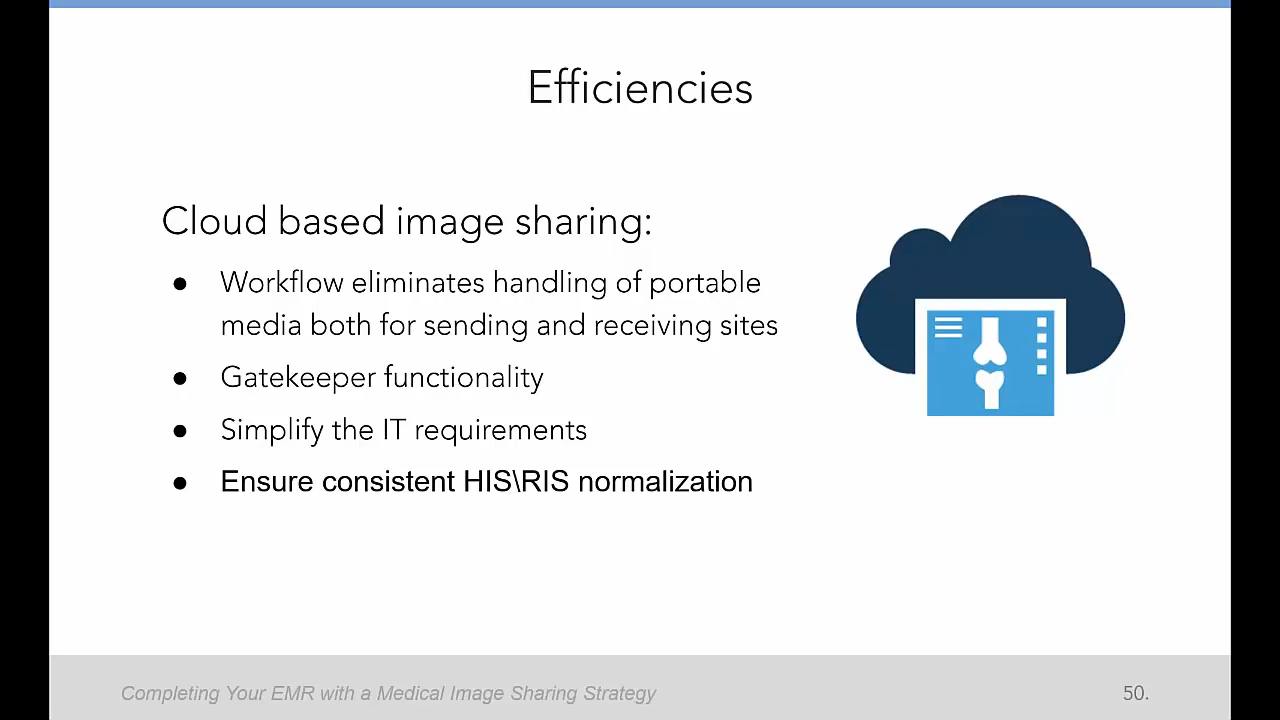 Efficiencies
Cloud based image sharing:
● Workflow eliminates handling of portable
media both for sending and receiving sites
● Gatekeeper functionality
● Simplify the IT requirements
● Ensure consistent HIS\RIS normalization
Completing Your EMR with a Medical Image Sharing Strategy
50.